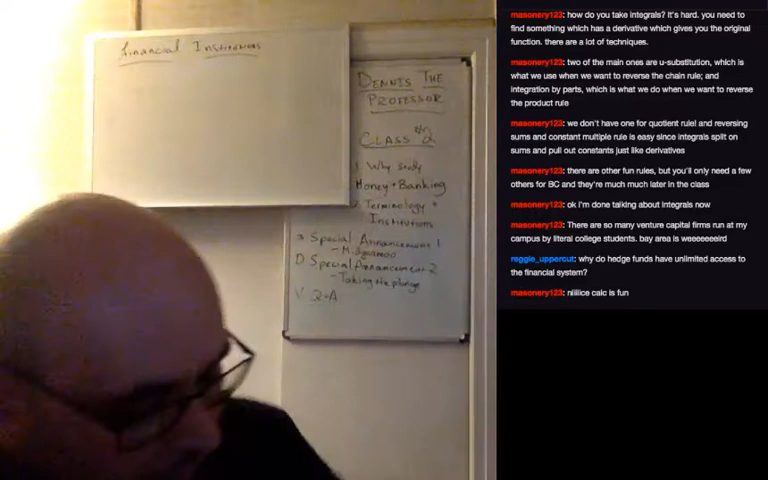 Financial Institutions
DENNIS THE
PROFESSOR
CLASS #2
1 Why study
Money + Banking
Terminology +
Institutions
Special Announcement 1
Special Announcement 2
- Taking the plunge
V. Q-A
masonery123: how do you take integrals? It's hard. you need to
find something which has a derivative which gives you the original
function. there are a lot of techniques.
masonery123: two of the main ones are u-substitution, which is
what we use when we want to reverse the chain rule; and
integration by parts, which is what we do when we want to reverse
the product rule
masonery123: we don't have one for quotient rule! and reversing
sums and constant multiple rule is easy since integrals split on
sums and pull out constants just like derivatives
masonery123: there are other fun rules, but you'll only need a few
others for BC and they're much much later in the class
masonery123: ok i'm done talking about integrals now
masonery123: There are so many venture capital firms run at my
campus by literal college students. bay area is weeeeeeeird
reggie_uppercut: why do hedge funds have unlimited access to
the financial system?
masonery123: niiiiice calc is fun